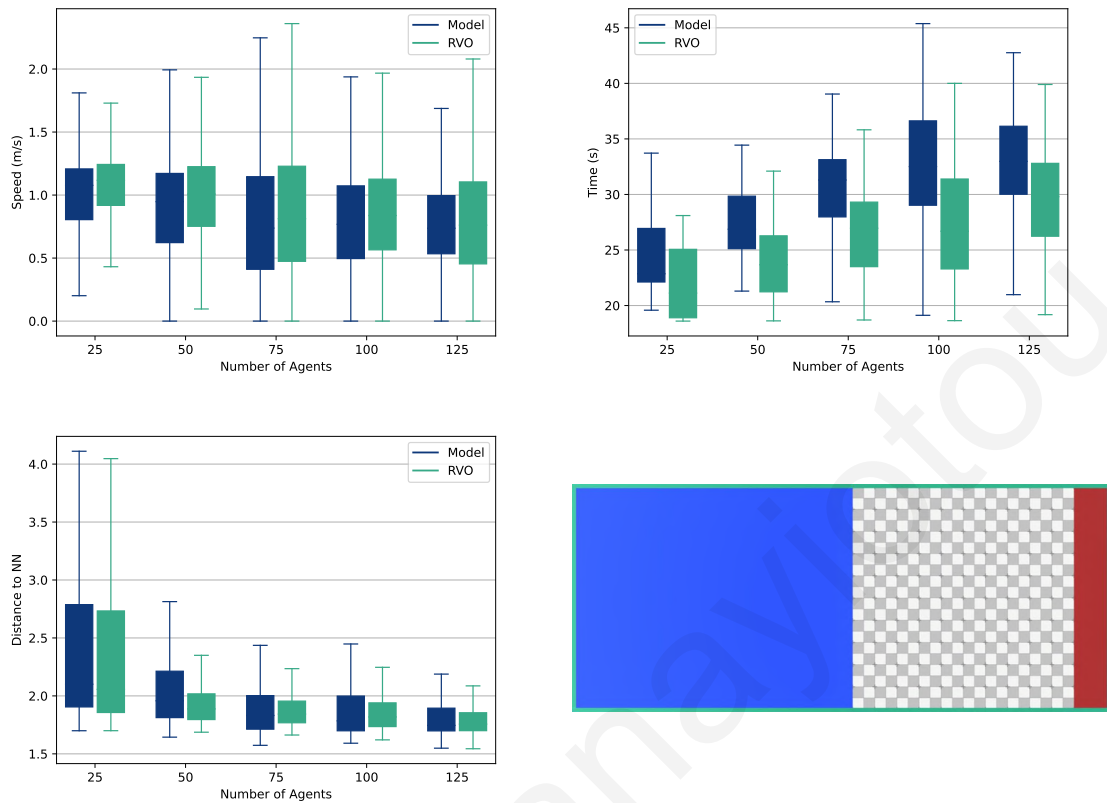 Model
RVO
2.0
1.5
1.0
0.5
0.0
Speed (m/s)
25 50 75 100 125
Number of Agents
Model
RVO
45
40
35
30
25
20
Time (s)
25 50 75 100 125
Number of Agents
Model
RVO
4.0
3.5
3.0
2.5
2.0
1.5
Distance to NN
25 50 75 100 125
Number of Agents
nayiotou